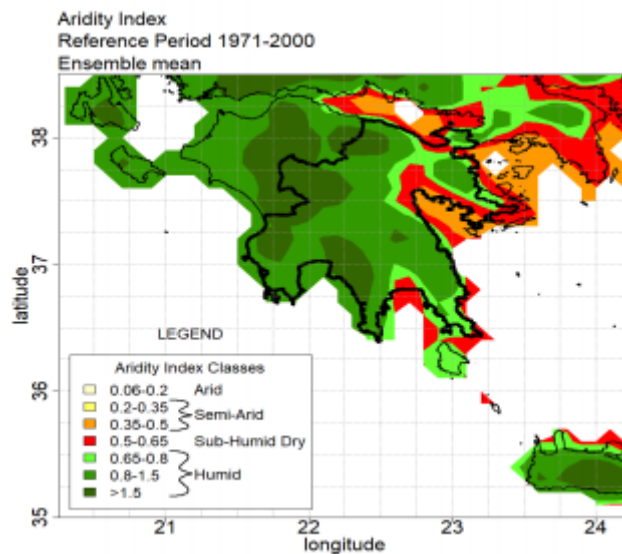 Aridity Index
Reference Period 1971-2000
Ensemble mean
38
37
36
35
latitude
LEGEND
Aridity Index Classes
0.06-0.2 Arid
0.2-0.35
Semi-Arid
0.35-0.5
0.5-0.65 Sub-Humid Dry
0.65-0.8
0.8-1.5 Humid
>1.5
21 22 23 24
longitude